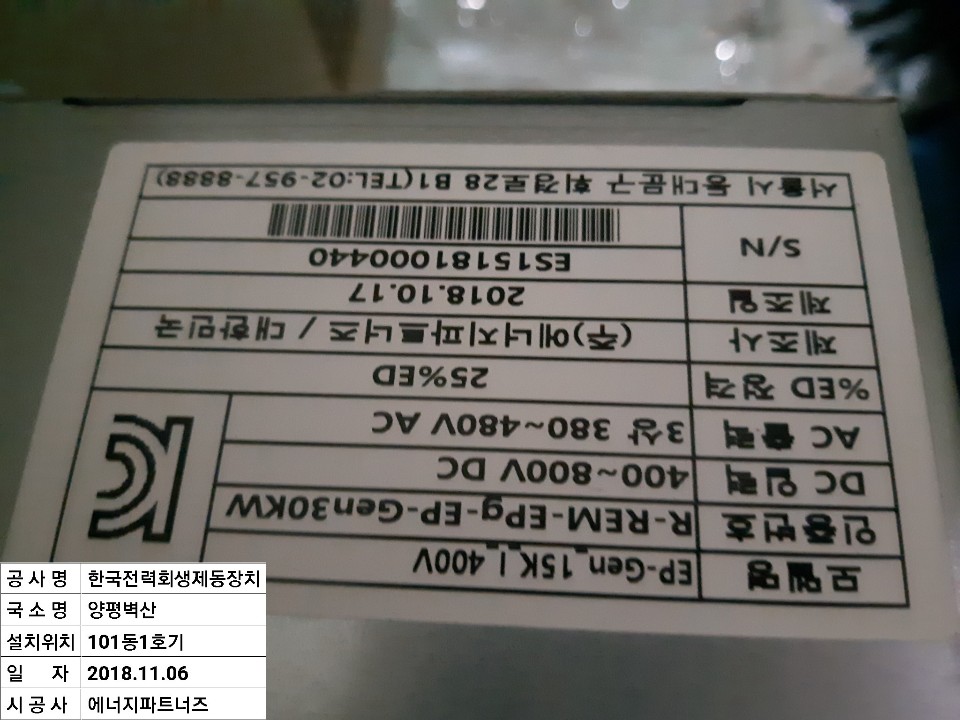 모델명 EP-Gen_15K_I_400V
인증번호 R-REM-EPg-EP-Gen30KW
DC 입력 400~800V DC
AC 출력 3상 380~480V AC
%ED 정격 25%ED
제조사 (주)에너지파트너즈 / 대한민국
제조일 2018.10.17
S/N ES15181000440
서울시 동대문구 휘경로28 B1(TEL:02-957-8888)
공 사 명 한국전력회생제동장치
국 소 명 양평벽산
설치위치 101동1호기
일 자 2018.11.06
시 공 사 에너지파트너즈